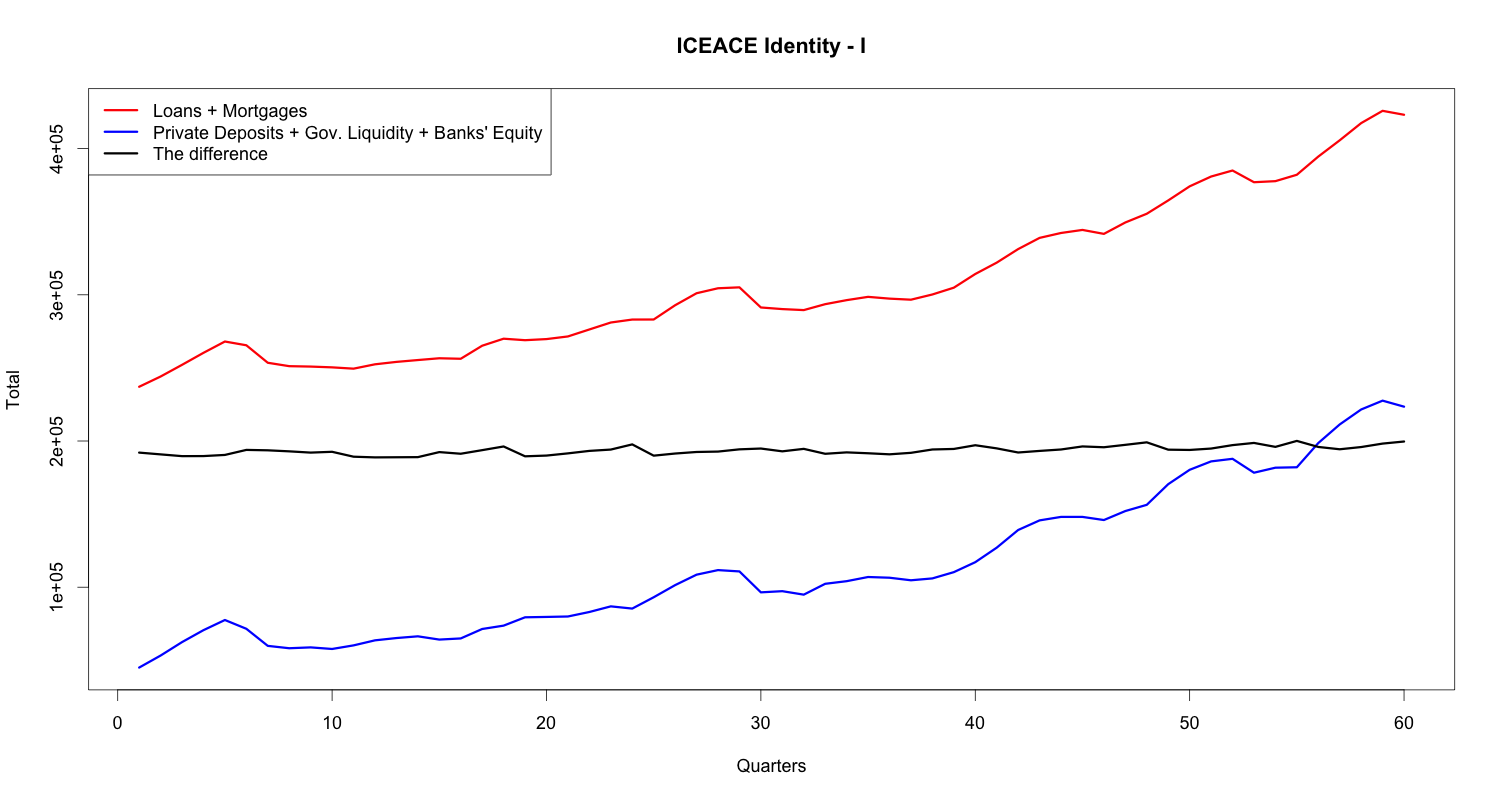 ICEACE Identity - I
Loans + Mortgages
Private Deposits + Gov. Liquidity + Banks' Equity
The difference
Total
4e+05
3e+05
2e+05
1e+05
0 10 20 30 40 50 60
Quarters